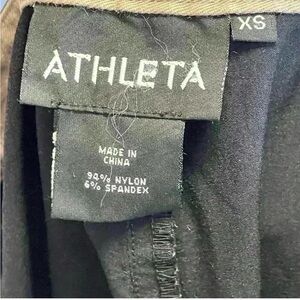 XS
ATHLETA
MADE IN
CHINA
94% NYLON
6% SPANDEX